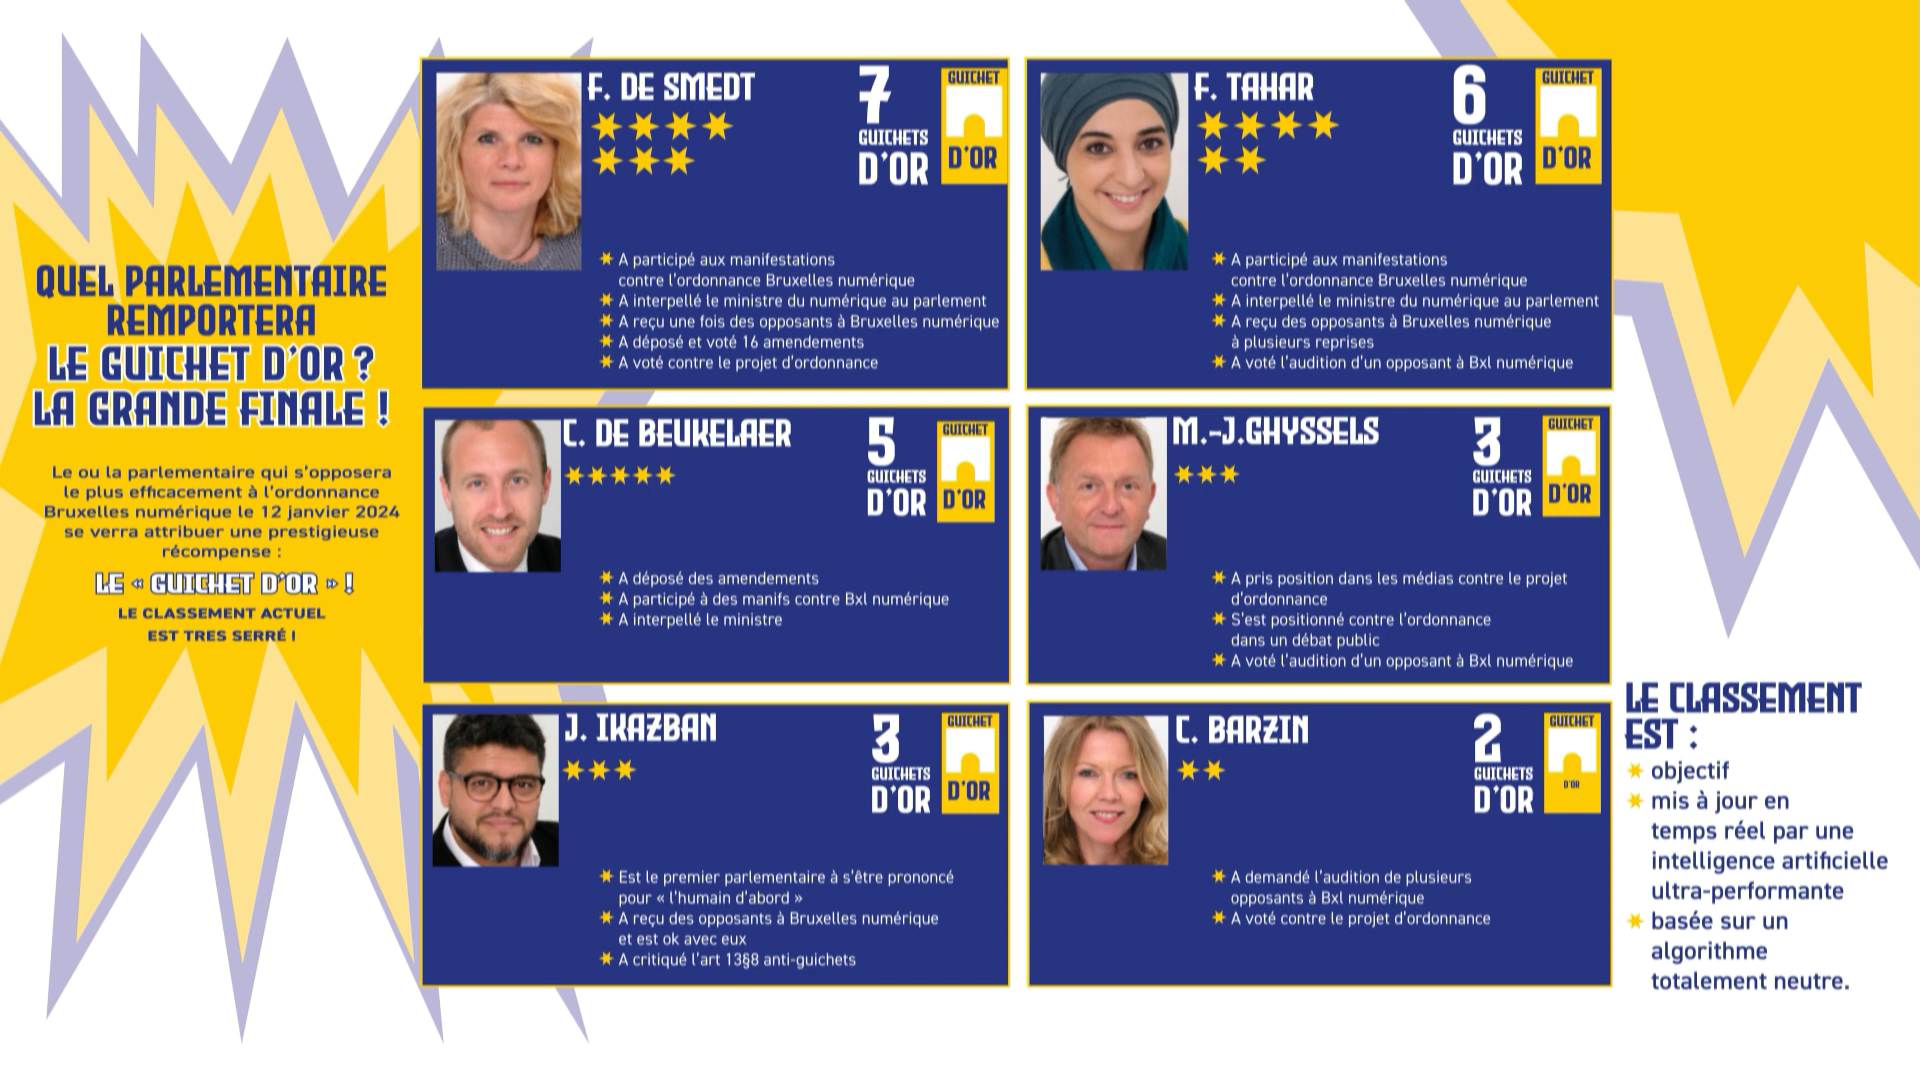 QUEL PARLEMENTAIRE
REMPORTERA
LE GUICHET D'OR ?
LA GRANDE FINALE !
Le ou la parlementaire qui s'opposera
le plus efficacement à l'ordonnance
Bruxelles numérique le 12 janvier 2024
se verra attribuer une prestigieuse
récompense :
LE « GUICHET D'OR » !
LE CLASSEMENT ACTUEL
EST TRES SERRÉ !
F. DE SMEDT
7
GUICHETS
D'OR
GUICHET
D'OR
A participé aux manifestations
contre l'ordonnance Bruxelles numérique
A interpellé le ministre du numérique au parlement
A reçu une fois des opposants à Bruxelles numérique
A déposé et voté 16 amendements
A voté contre le projet d'ordonnance
F. TAHAR
6
GUICHETS
D'OR
GUICHET
D'OR
A participé aux manifestations
contre l'ordonnance Bruxelles numérique
A interpellé le ministre du numérique au parlement
A reçu des opposants à Bruxelles numérique
à plusieurs reprises
A voté l'audition d'un opposant à Bxl numérique
C. DE BEUKELAER
5
GUICHETS
D'OR
GUICHET
D'OR
A déposé des amendements
A participé à des manifs contre Bxl numérique
A interpellé le ministre
M.-J.GHYSSELS
3
GUICHETS
D'OR
GUICHET
D'OR
A pris position dans les médias contre le projet
d'ordonnance
S'est positionné contre l'ordonnance
dans un débat public
A voté l'audition d'un opposant à Bxl numérique
J. IKAZBAN
3
GUICHETS
D'OR
GUICHET
D'OR
Est le premier parlementaire à s'être prononcé
pour « l'humain d'abord »
A reçu des opposants à Bruxelles numérique
et est ok avec eux
A critiqué l'art 13§8 anti-guichets
C. BARZIN
2
GUICHETS
D'OR
GUICHET
D'OR
A demandé l'audition de plusieurs
opposants à Bxl numérique
A voté contre le projet d'ordonnance
LE CLASSEMENT
EST :
objectif
mis à jour en
temps réel par une
intelligence artificielle
ultra-performante
basée sur un
algorithme
totalement neutre.